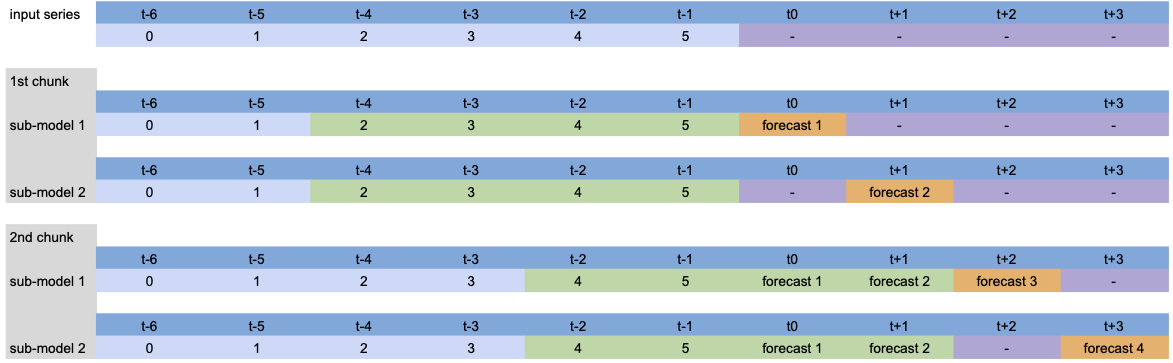 input series t-6 t-5 t-4 t-3 t-2 t-1 t0 t+1 t+2 t+3
0 1 2 3 4 5 - - - -
1st chunk
t-6 t-5 t-4 t-3 t-2 t-1 t0 t+1 t+2 t+3
sub-model 1 0 1 2 3 4 5 forecast 1 - - -
t-6 t-5 t-4 t-3 t-2 t-1 t0 t+1 t+2 t+3
sub-model 2 0 1 2 3 4 5 - forecast 2 - -
2nd chunk
t-6 t-5 t-4 t-3 t-2 t-1 t0 t+1 t+2 t+3
sub-model 1 0 1 2 3 4 5 forecast 1 forecast 2 forecast 3 -
t-6 t-5 t-4 t-3 t-2 t-1 t0 t+1 t+2 t+3
sub-model 2 0 1 2 3 4 5 forecast 1 forecast 2 - forecast 4